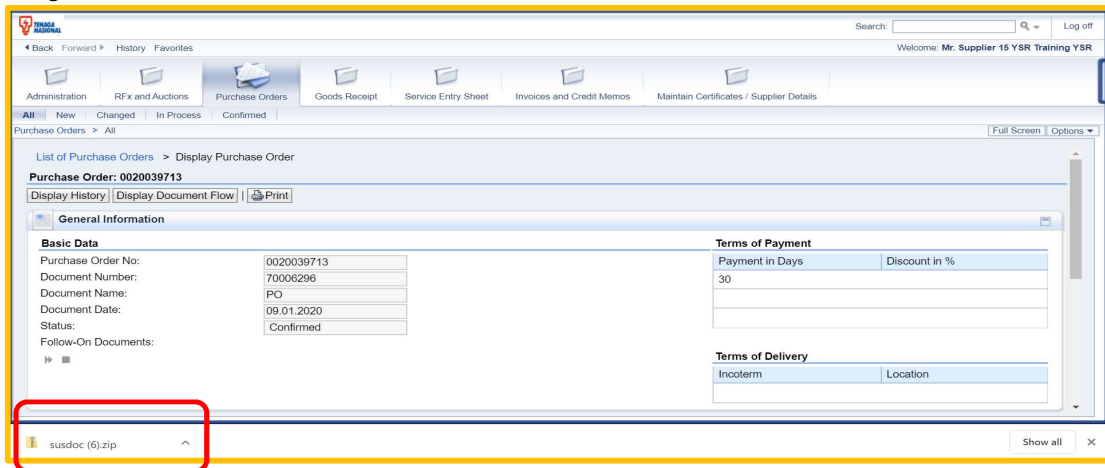 TENAGA
NASIONAL
Search:
Log off
Back Forward History Favorites
Welcome: Mr. Supplier 15 YSR Training YSR
Administration RFx and Auctions Purchase Orders Goods Receipt Service Entry Sheet Invoices and Credit Memos Maintain Certificates / Supplier Details
All New Changed In Process Confirmed
Purchase Orders > All
Full Screen Options
List of Purchase Orders > Display Purchase Order
Purchase Order: 0020039713
Display History Display Document Flow | Print
General Information
Basic Data
Purchase Order No: 0020039713
Document Number: 70006296
Document Name: PO
Document Date: 09.01.2020
Status: Confirmed
Follow-On Documents:
Terms of Payment
Payment in Days Discount in %
30
Terms of Delivery
Incoterm Location
susdoc (6).zip
Show all